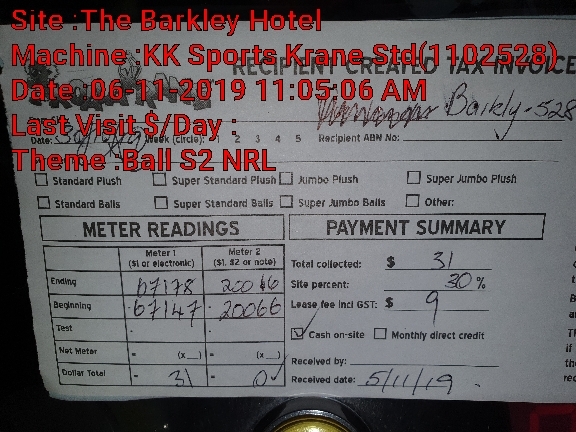 Site :The Barkley Hotel
Machine :KK Sports Krane Std(1102528)
RECIPIENT CREATED TAX INVOICE
Date :06-11-2019 11:05:06 AM
Barkly-528
Last Visit $/Day :
Date: Week (circle): 1 2 3 4 5 Recipient ABN No:
Theme :Ball S2 NRL
Standard Plush Super Standard Plush Jumbo Plush Super Jumbo Plush
Standard Balls Super Standard Balls Super Jumbo Balls Other:
METER READINGS PAYMENT SUMMARY
Meter 1 ($1 or electronic) Meter 2 ($1, $2 or note)
Total collected: $ 31
Ending 67178 20066
Site percent: 30 %
Beginning 67147 20066
Lease fee incl GST: $ 9
Test
Cash on-site Monthly direct credit
Net Meter = (x__) = (x__)
Received by:
Dollar Total = 31 = 0
Received date: 5/11/19